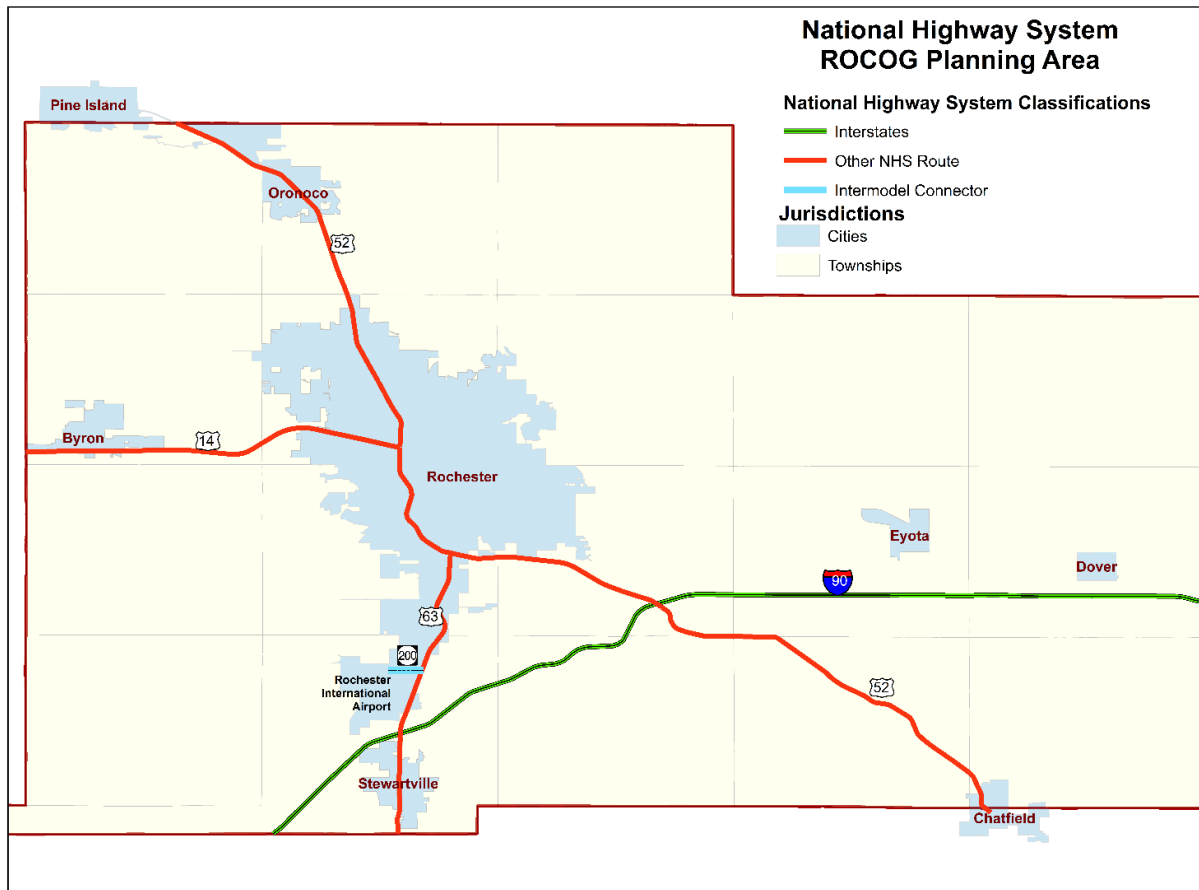 National Highway System
ROCOG Planning Area
National Highway System Classifications
Interstates
Other NHS Route
Intermodel Connector
Jurisdictions
Cities
Townships
Pine Island
Oronoco
52
Byron
14
Rochester
Eyota
Dover
90
63
200
Rochester
International
Airport
52
Stewartville
Chatfield